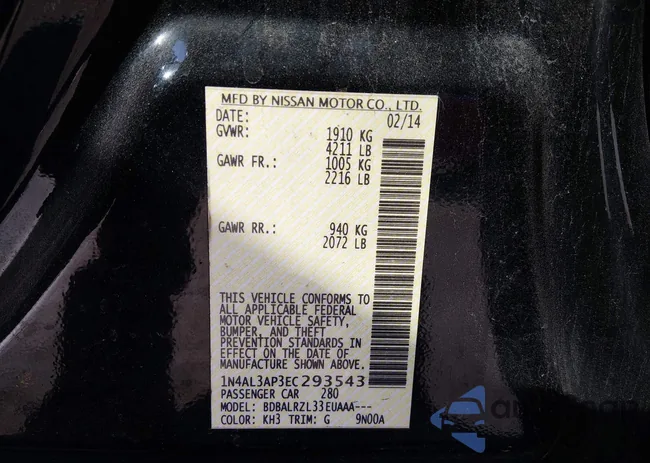 MFD BY NISSAN MOTOR CO., LTD.
DATE: 02/14
GVWR: 1910 KG
4211 LB
GAWR FR.: 1005 KG
2216 LB
GAWR RR.: 940 KG
2072 LB
THIS VEHICLE CONFORMS TO
ALL APPLICABLE FEDERAL
MOTOR VEHICLE SAFETY,
BUMPER, AND THEFT
PREVENTION STANDARDS IN
EFFECT ON THE DATE OF
MANUFACTURE SHOWN ABOVE.
1N4AL3AP3EC293543
PASSENGER CAR 280
MODEL: BDBALRZL33EUAAA---
COLOR: KH3 TRIM: G 9N00A